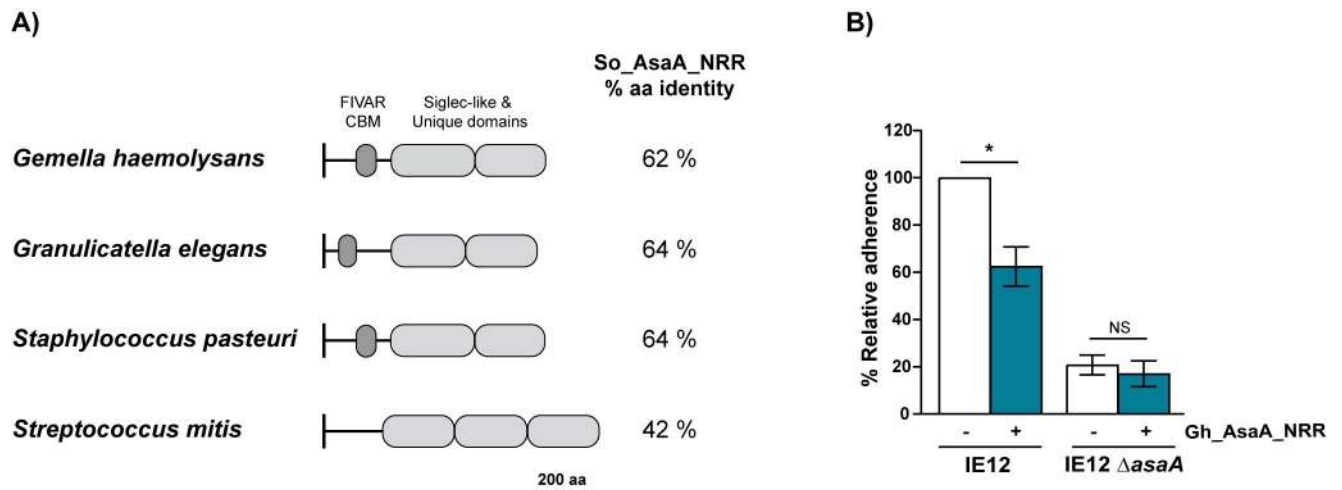 A)
So_AsaA_NRR
% aa identity
FIVAR
CBM
Siglec-like &
Unique domains
Gemella haemolysans
62 %
Granulicatella elegans
64 %
Staphylococcus pasteuri
64 %
Streptococcus mitis
42 %
200 aa
B)
% Relative adherence
120
100
80
60
40
20
0
*
NS
- + - + Gh_AsaA_NRR
IE12 IE12 ΔasaA